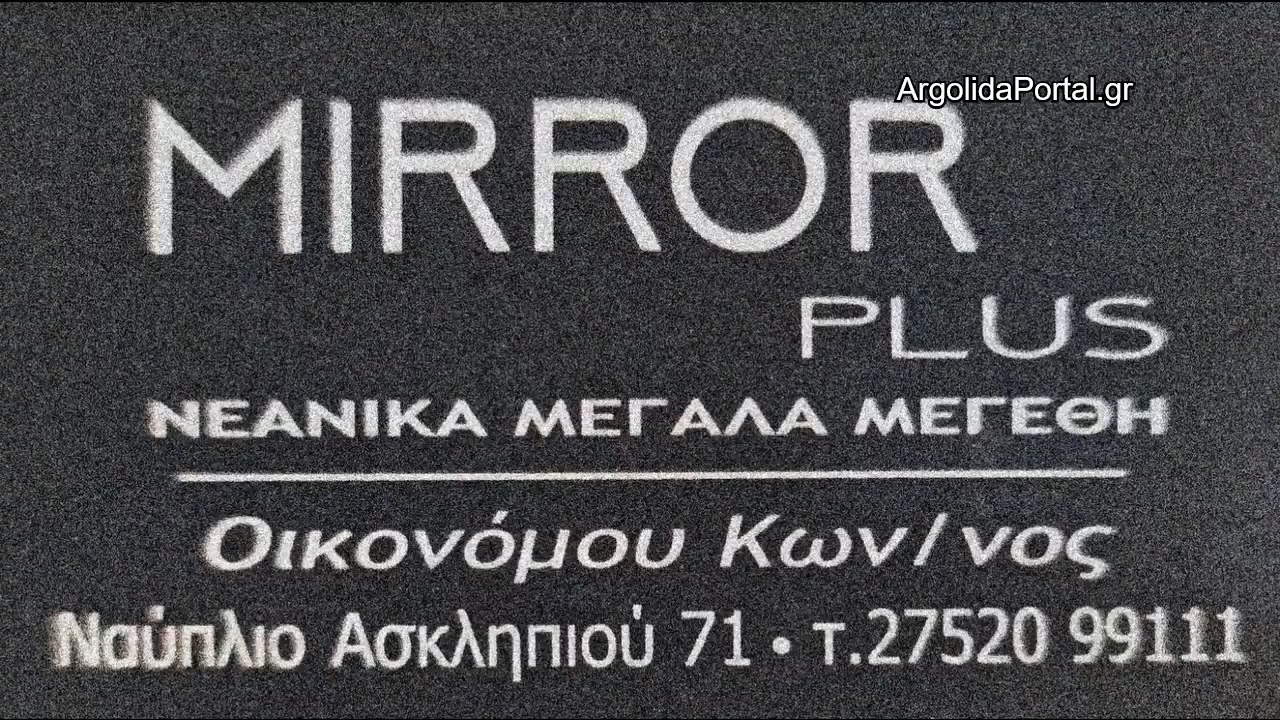 ArgolidaPortal.gr
MIRROR
PLUS
ΝΕΑΝΙΚΑ ΜΕΓΑΛΑ ΜΕΓΕΘΗ
Οικονόμου Κων/νος
Ναύπλιο Ασκληπιού 71 • τ.27520 99111